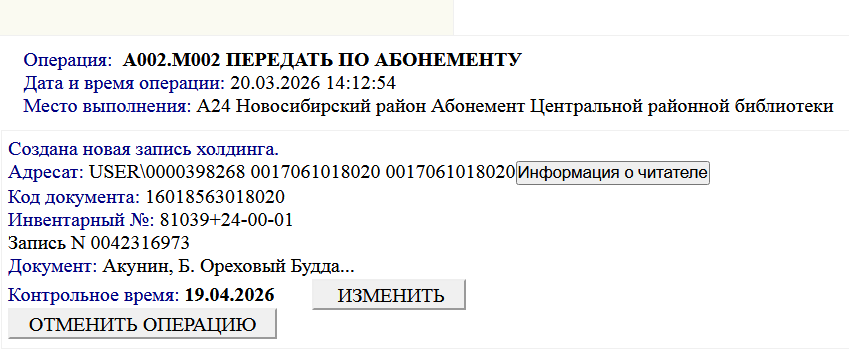 Операция: А002.М002 ПЕРЕДАТЬ ПО АБОНЕМЕНТУ
Дата и время операции: 20.03.2026 14:12:54
Место выполнения: А24 Новосибирский район Абонемент Центральной районной библиотеки
Создана новая запись холдинга.
Адресат: USER\0000398268 0017061018020 0017061018020 Информация о читателе
Код документа: 16018563018020
Инвентарный №: 81039+24-00-01
Запись N 0042316973
Документ: Акунин, Б. Ореховый Будда...
Контрольное время: 19.04.2026 ИЗМЕНИТЬ
ОТМЕНИТЬ ОПЕРАЦИЮ